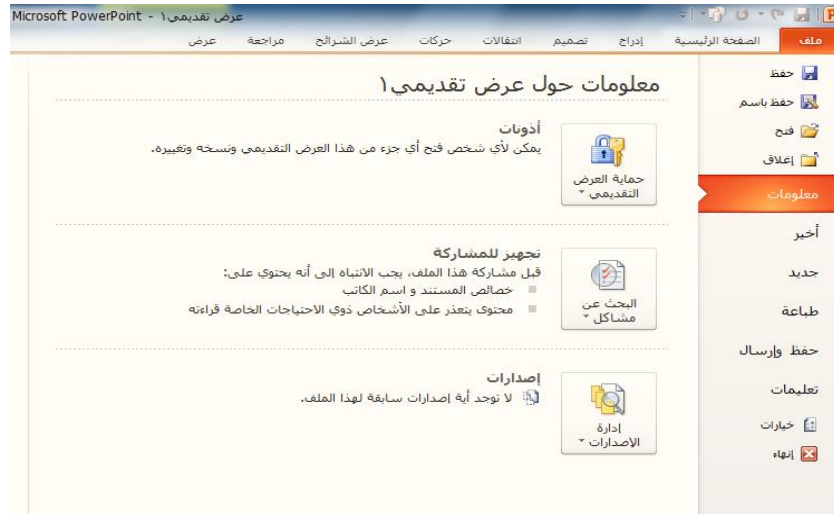 عرض تقديمي١ - Microsoft PowerPoint
ملف الصفحة الرئيسية إدراج تصميم انتقالات حركات عرض الشرائح مراجعة عرض
حفظ
حفظ باسم
فتح
إغلاق
معلومات
أخير
جديد
طباعة
حفظ وإرسال
تعليمات
خيارات
إنهاء
معلومات حول عرض تقديمي١
حماية العرض
التقديمي
أذونات
يمكن لأي شخص فتح أي جزء من هذا العرض التقديمي ونسخه وتغييره.
البحث عن
مشاكل
تجهيز للمشاركة
قبل مشاركة هذا الملف، يجب الانتباه إلى أنه يحتوي على:
خصائص المستند و اسم الكاتب
محتوى يتعذر على الأشخاص ذوي الاحتياجات الخاصة قراءته
إدارة
الإصدارات
إصدارات
لا توجد أية إصدارات سابقة لهذا الملف.